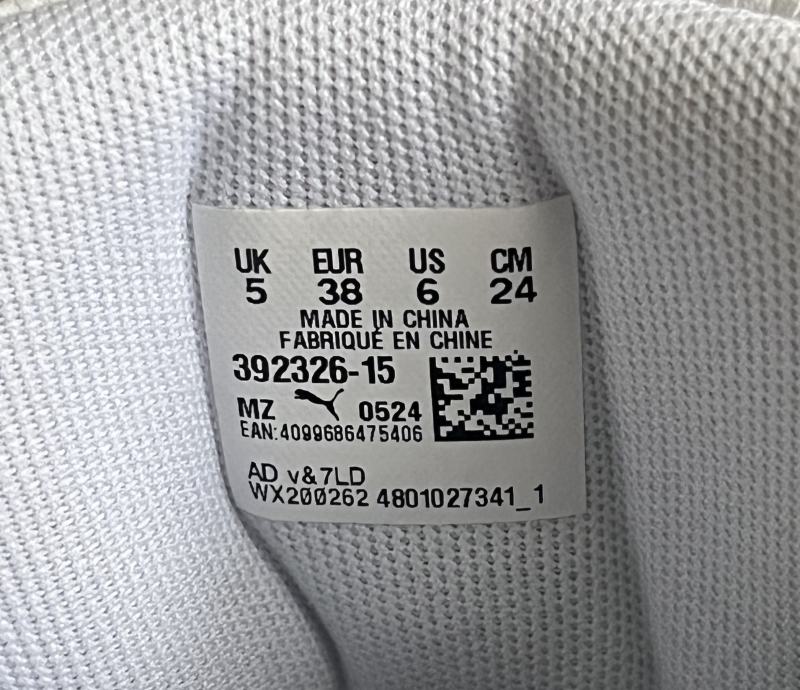 UK EUR US CM
5 38 6 24
MADE IN CHINA
FABRIQUÉ EN CHINE
392326-15
MZ 0524
EAN:4099686475406
AD v&7LD
WX200262 4801027341_1